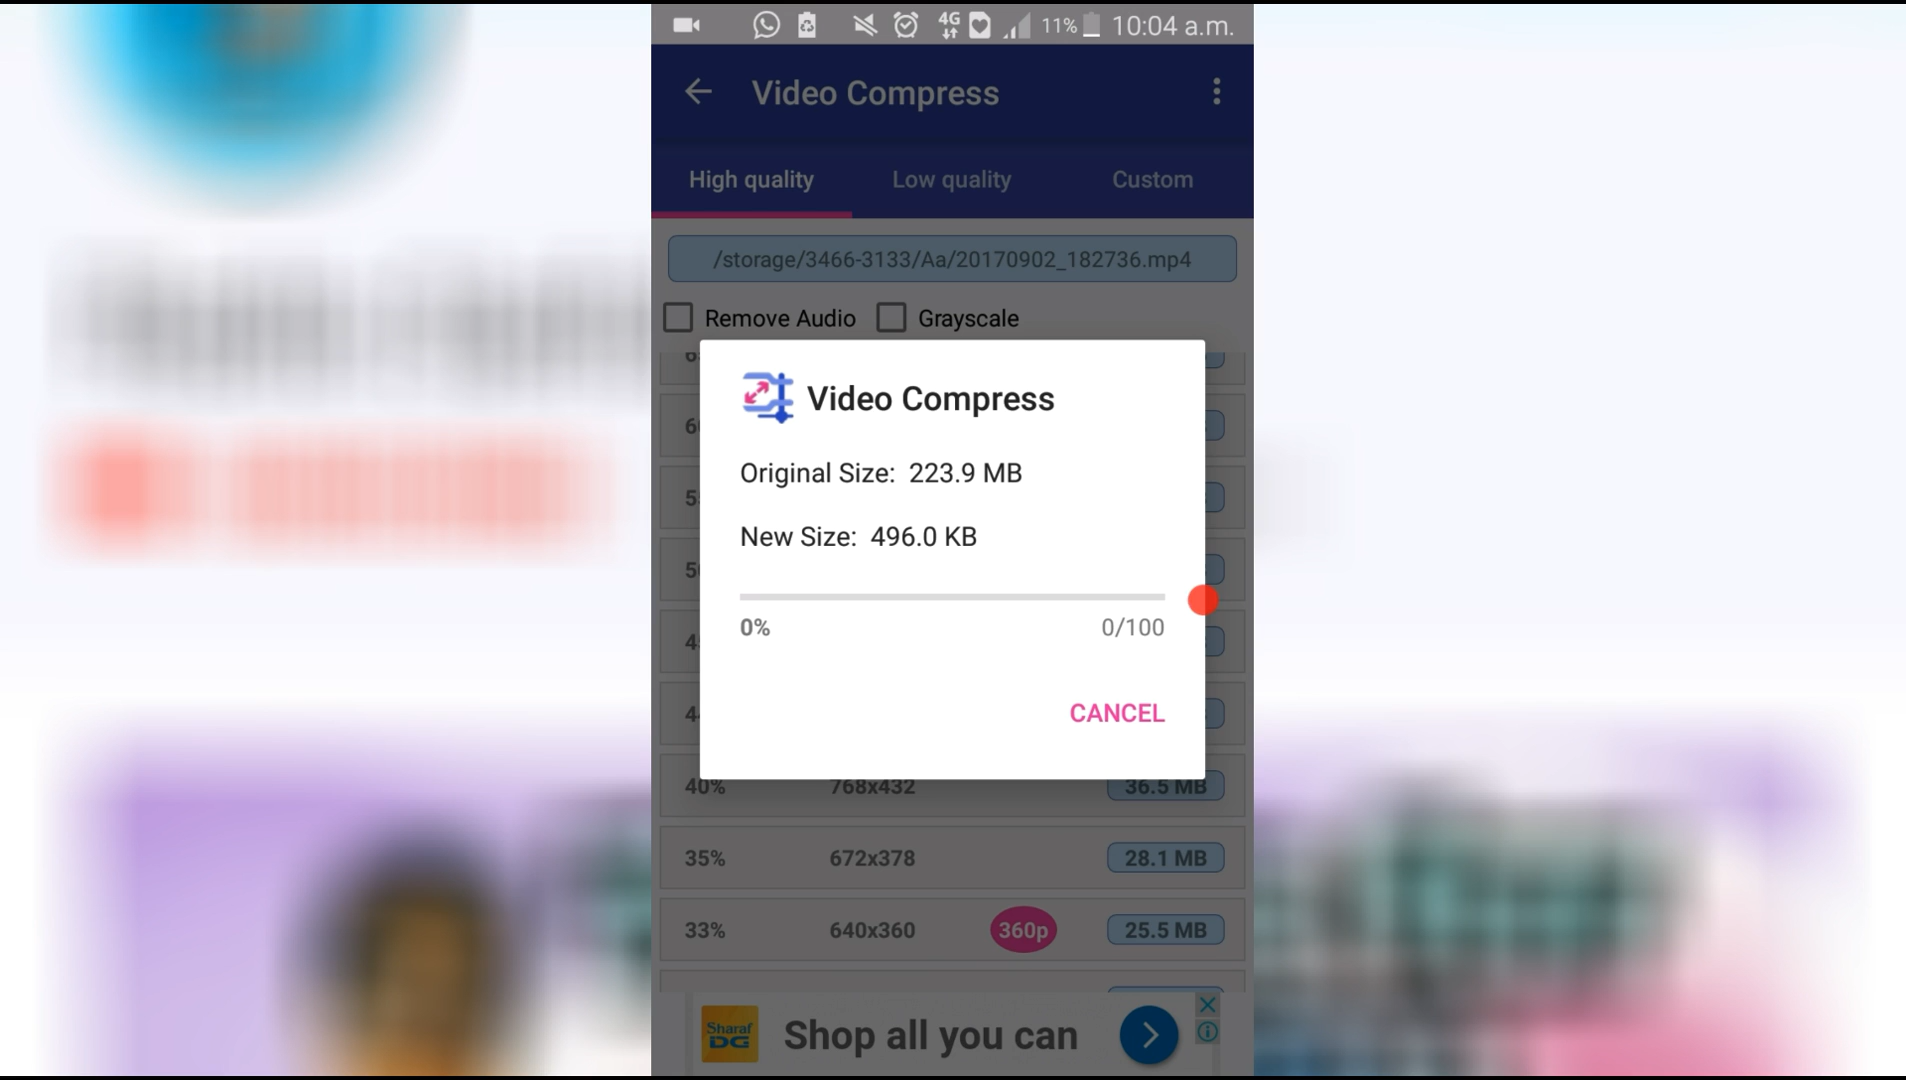 4G 11% 10:04 a.m.
Video Compress
High quality Low quality Custom
/storage/3466-3133/Aa/20170902_182736.mp4
Remove Audio Grayscale
Video Compress
Original Size: 223.9 MB
New Size: 496.0 KB
0% 0/100
CANCEL
40% 768x432 36.5 MB
35% 672x378 28.1 MB
33% 640x360 360p 25.5 MB
Sharaf DG Shop all you can